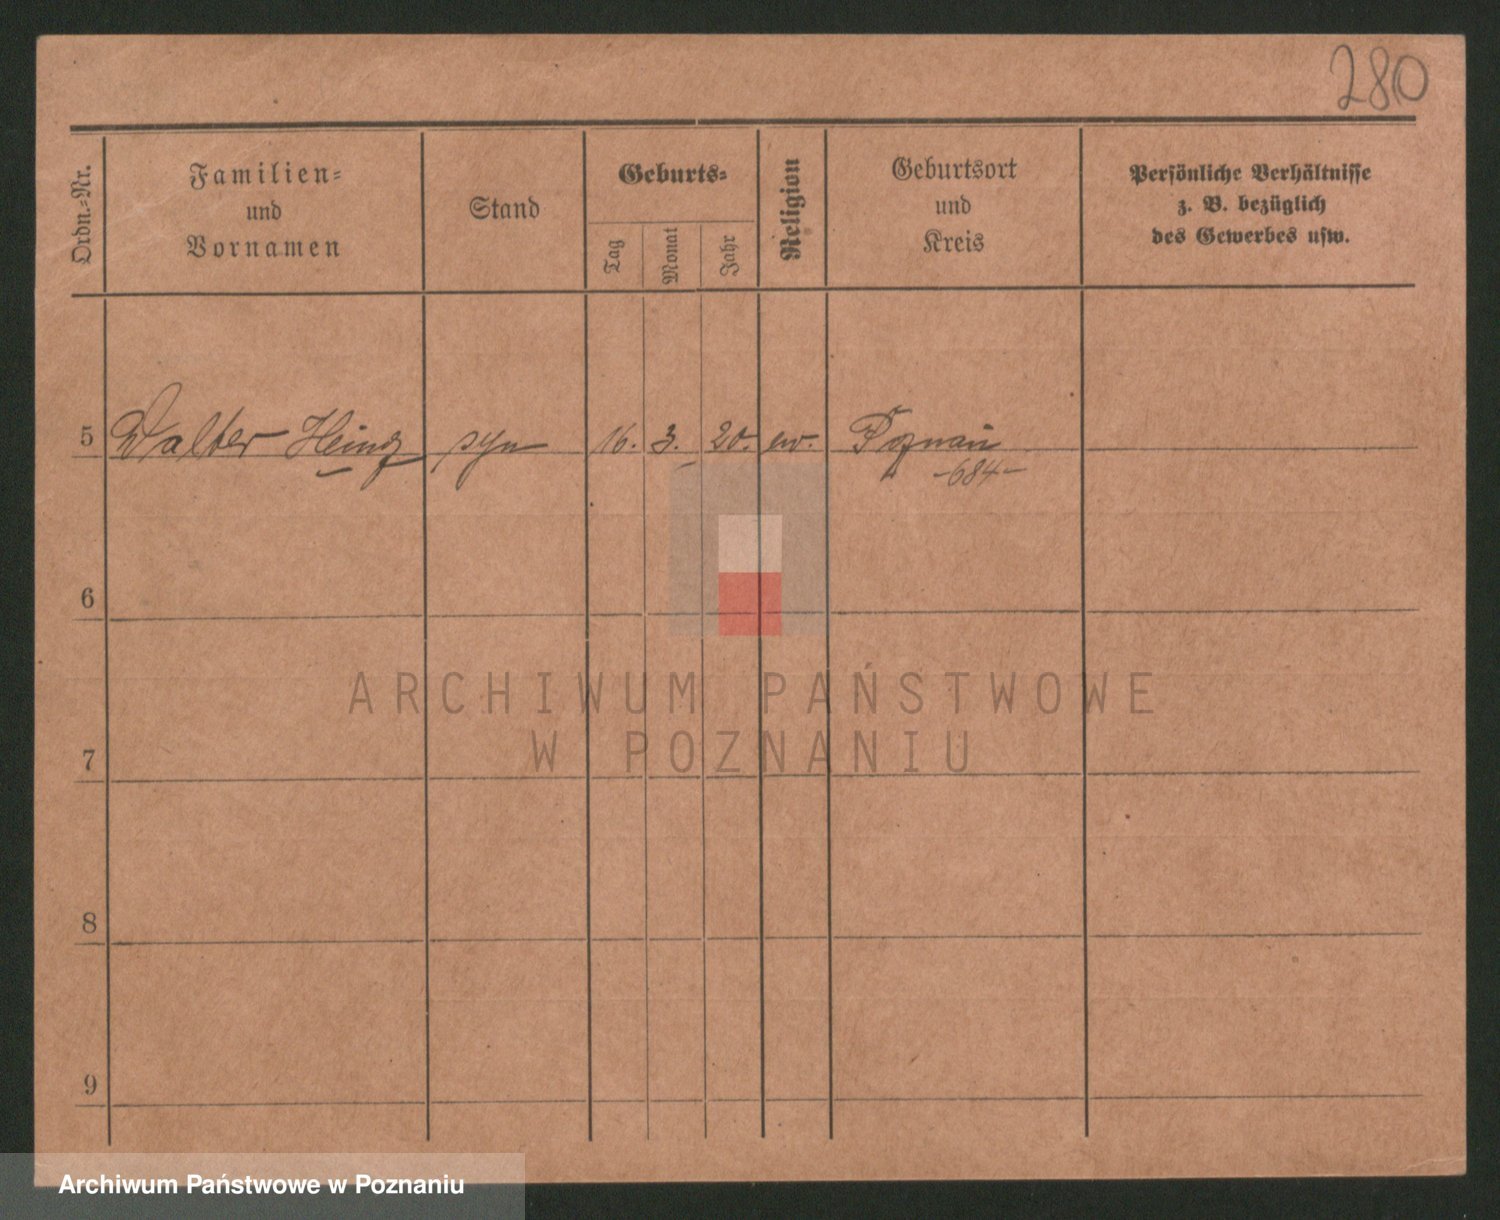 280
Ordn.-Nr.
Familien-
und
Vornamen
Stand
Geburts-
Tag
Monat
Jahr
Religion
Geburtsort
und
Kreis
Persönliche Verhältnisse
z. B. bezüglich
des Gewerbes usw.
5 Walter Heinz syn 16. 3. 20. ew. Poznań
-684-
6
7
8
9
ARCHIWUM PAŃSTWOWE
W POZNANIU
Archiwum Państwowe w Poznaniu